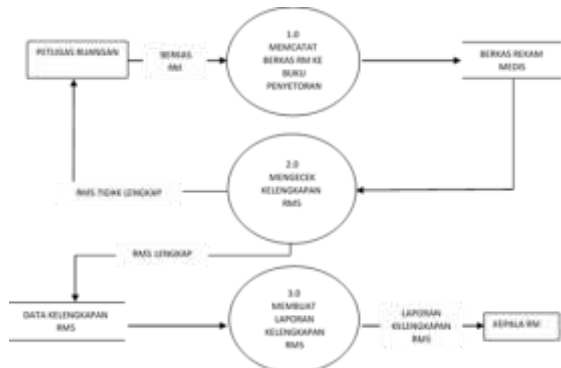 PETUGAS RUANGAN
BERKAS
RM
1.0
MEMCATAT
BERKAS RM KE
BUKU
PENYETORAN
BERKAS REKAM
MEDIS
2.0
MENGECEK
KELENGKAPAN
RMS
RMS TIDAK LENGKAP
RMS LENGKAP
DATA KELENGKAPAN
RMS
3.0
MEMBUAT
LAPORAN
KELENGKAPAN
RMS
LAPORAN
KELENGKAPAN
RMS
KEPALA RM